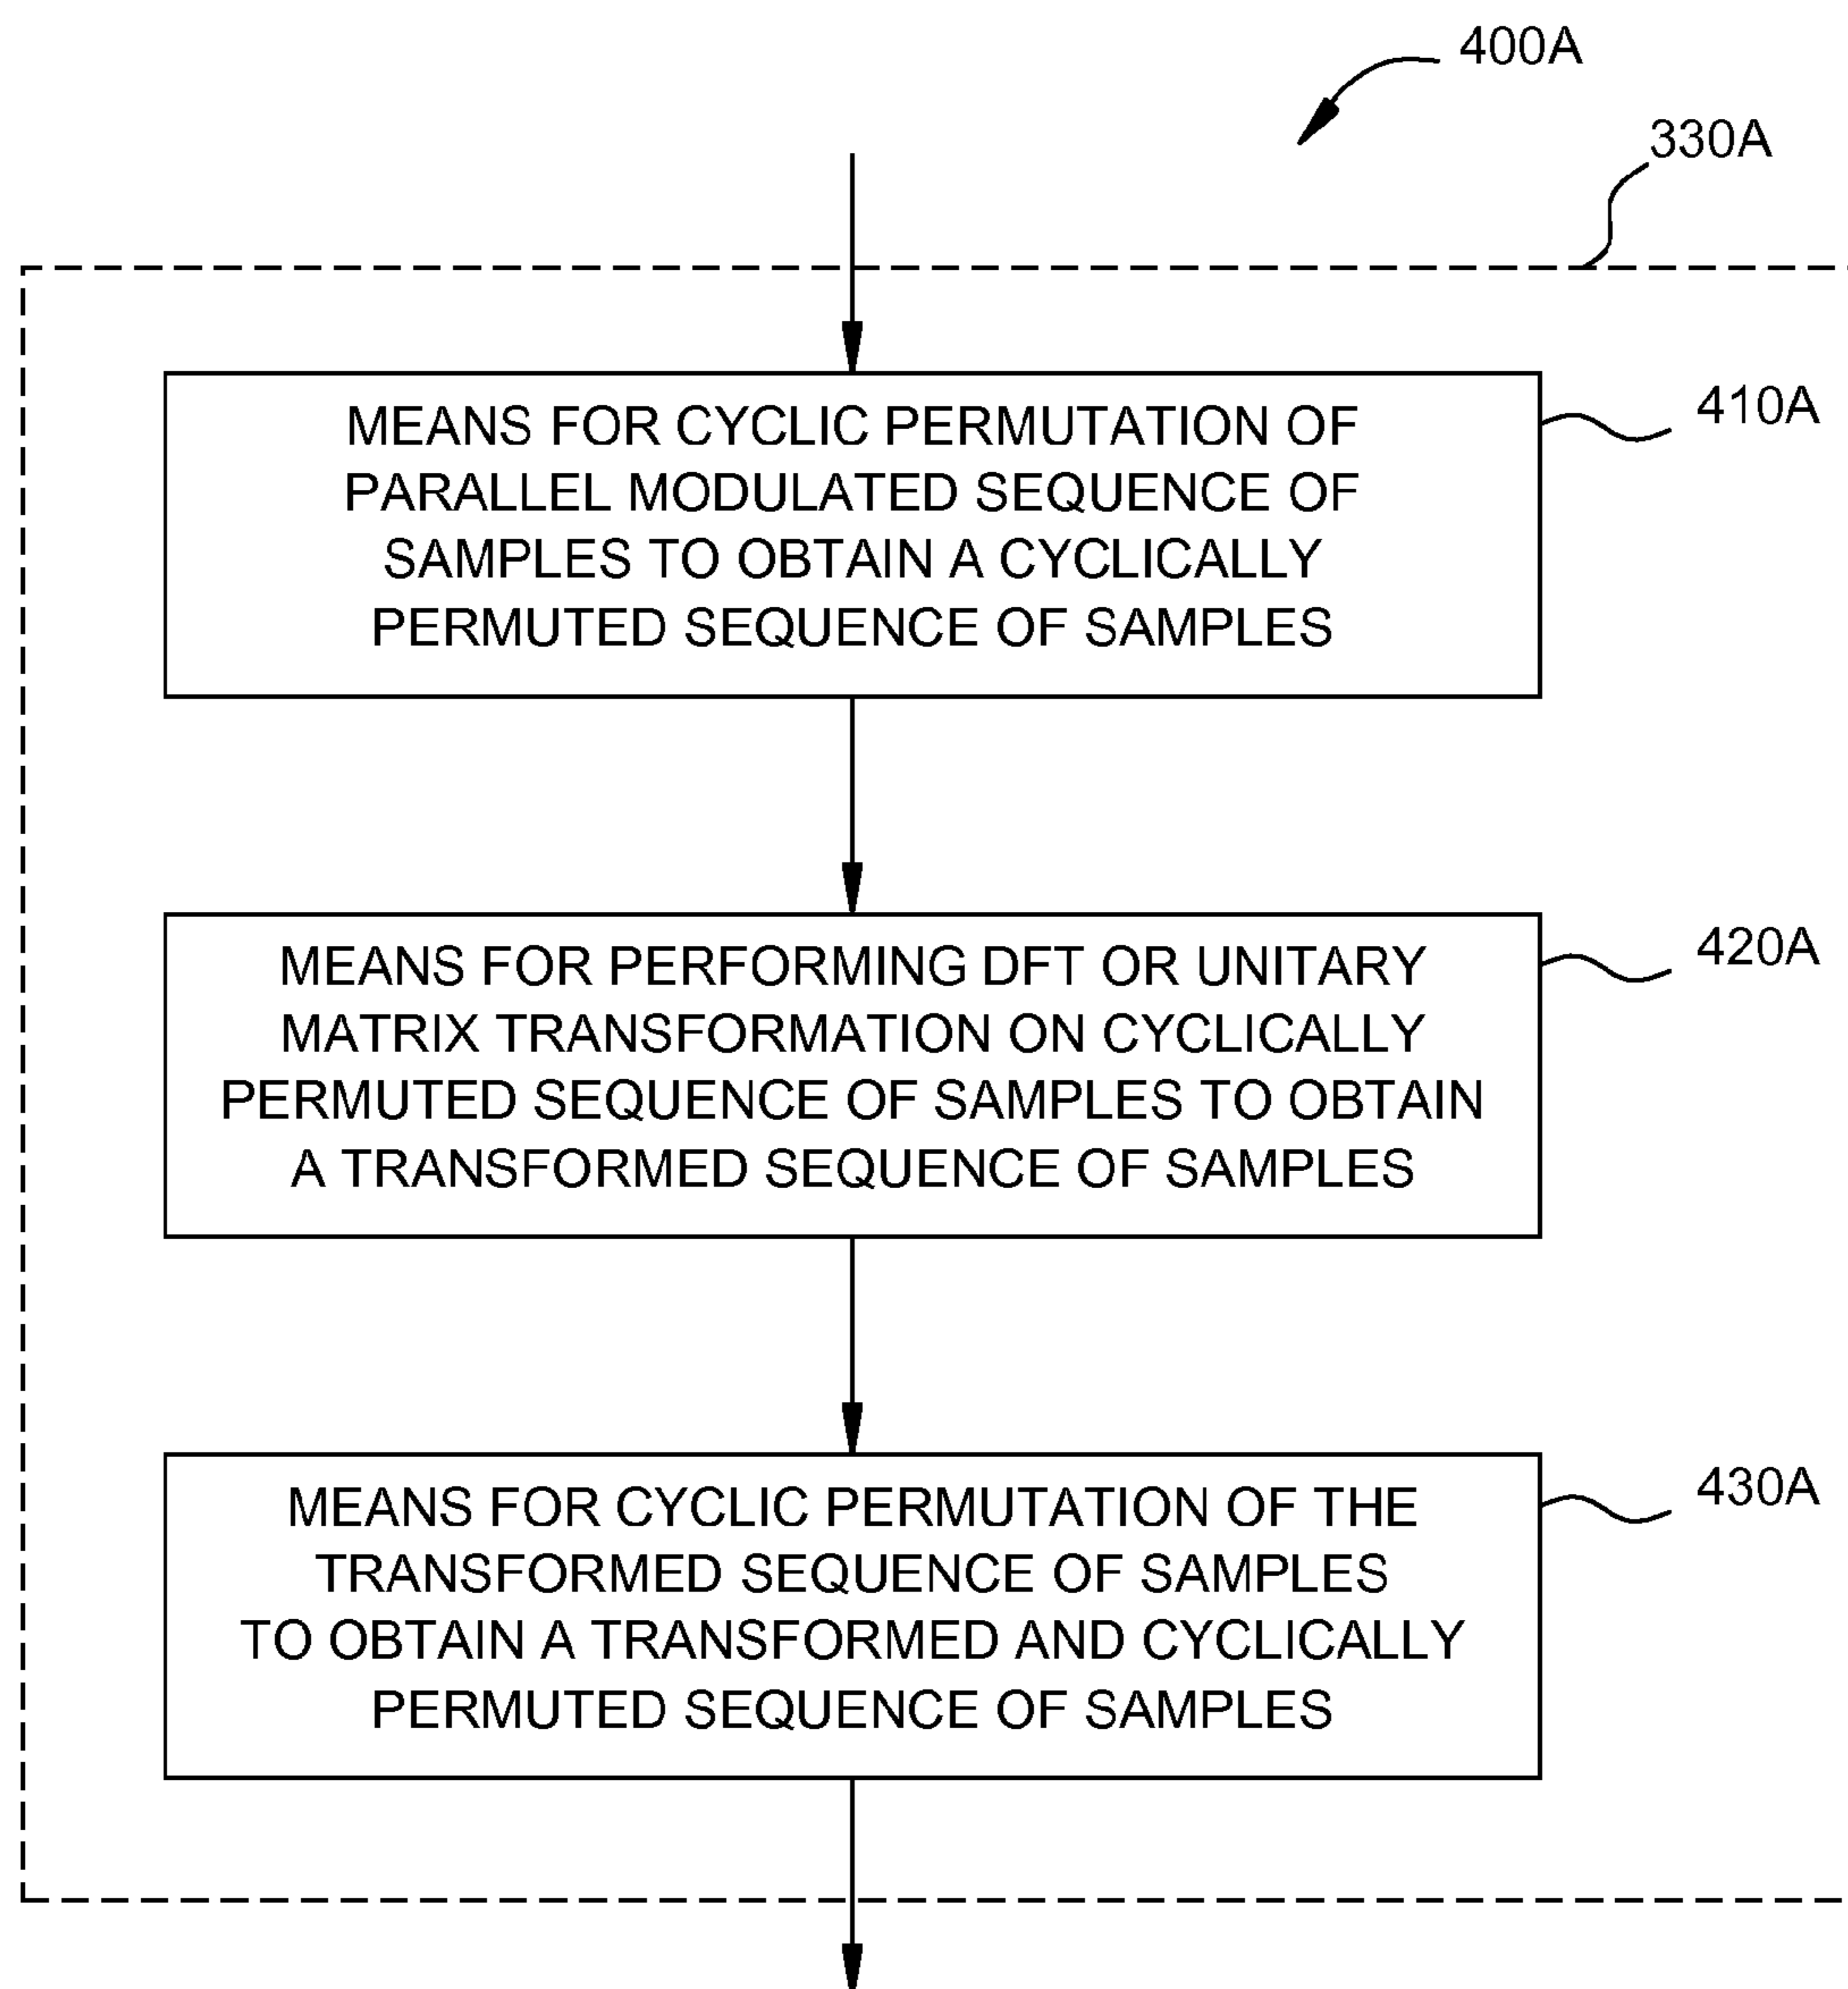 400A
330A
MEANS FOR CYCLIC PERMUTATION OF
PARALLEL MODULATED SEQUENCE OF
SAMPLES TO OBTAIN A CYCLICALLY
PERMUTED SEQUENCE OF SAMPLES
410A
MEANS FOR PERFORMING DFT OR UNITARY
MATRIX TRANSFORMATION ON CYCLICALLY
PERMUTED SEQUENCE OF SAMPLES TO OBTAIN
A TRANSFORMED SEQUENCE OF SAMPLES
420A
MEANS FOR CYCLIC PERMUTATION OF THE
TRANSFORMED SEQUENCE OF SAMPLES
TO OBTAIN A TRANSFORMED AND CYCLICALLY
PERMUTED SEQUENCE OF SAMPLES
430A